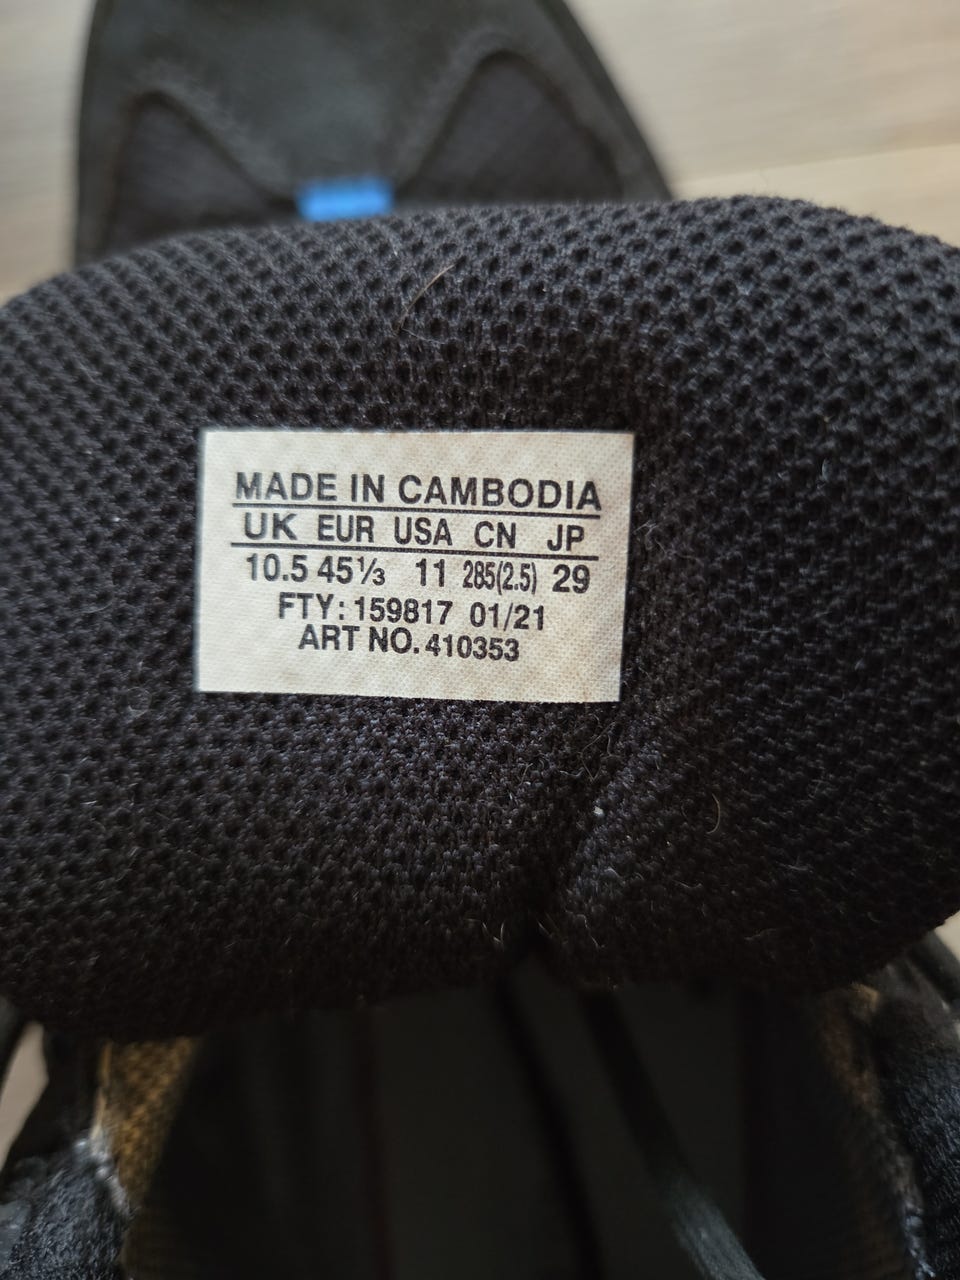 MADE IN CAMBODIA
UK EUR USA CN JP
10.5 45⅓ 11 285(2.5) 29
FTY: 159817 01/21
ART NO. 410353